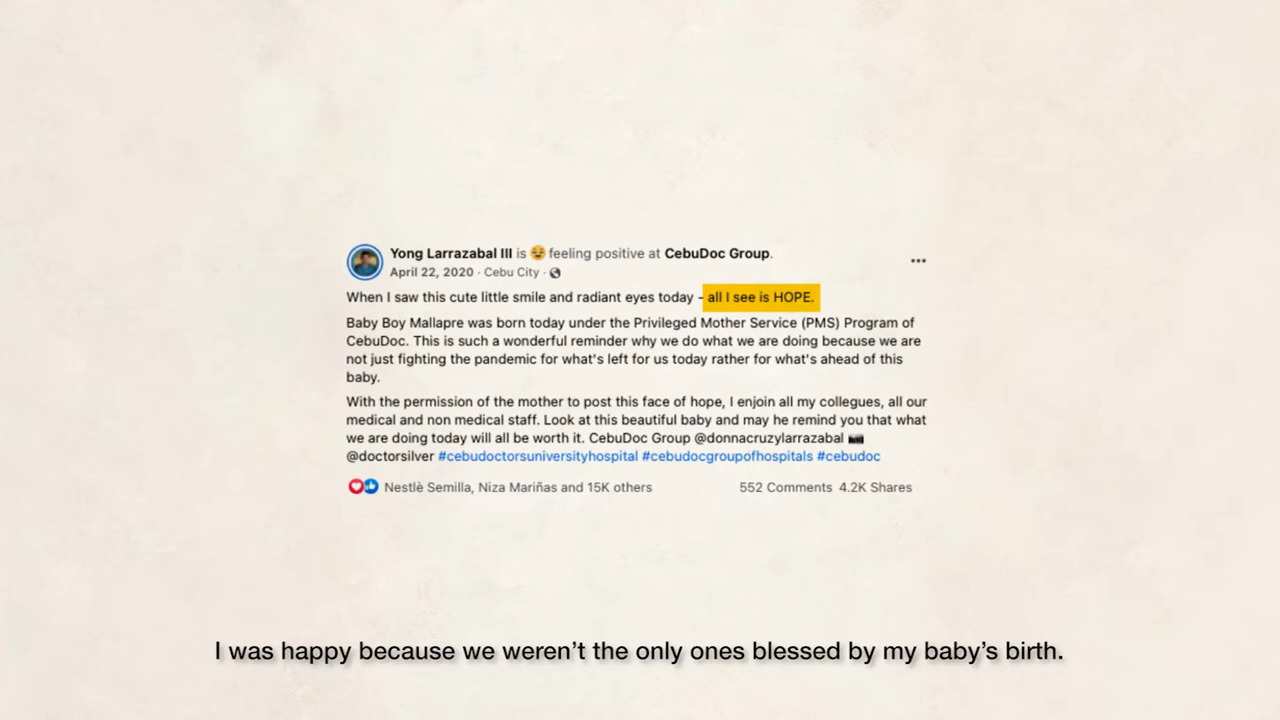 Yong Larrazabal III is 😌 feeling positive at CebuDoc Group.
April 22, 2020 · Cebu City ·
When I saw this cute little smile and radiant eyes today - all I see is HOPE.
Baby Boy Mallapre was born today under the Privileged Mother Service (PMS) Program of
CebuDoc. This is such a wonderful reminder why we do what we are doing because we are
not just fighting the pandemic for what's left for us today rather for what's ahead of this
baby.
With the permission of the mother to post this face of hope, I enjoin all my collegues, all our
medical and non medical staff. Look at this beautiful baby and may he remind you that what
we are doing today will all be worth it. CebuDoc Group @donnacruzylarrazabal 📷
@doctorsilver #cebudoctorsuniversityhospital #cebudocgroupofhospitals #cebudoc
Nestlè Semilla, Niza Mariñas and 15K others 552 Comments 4.2K Shares
I was happy because we weren't the only ones blessed by my baby's birth.